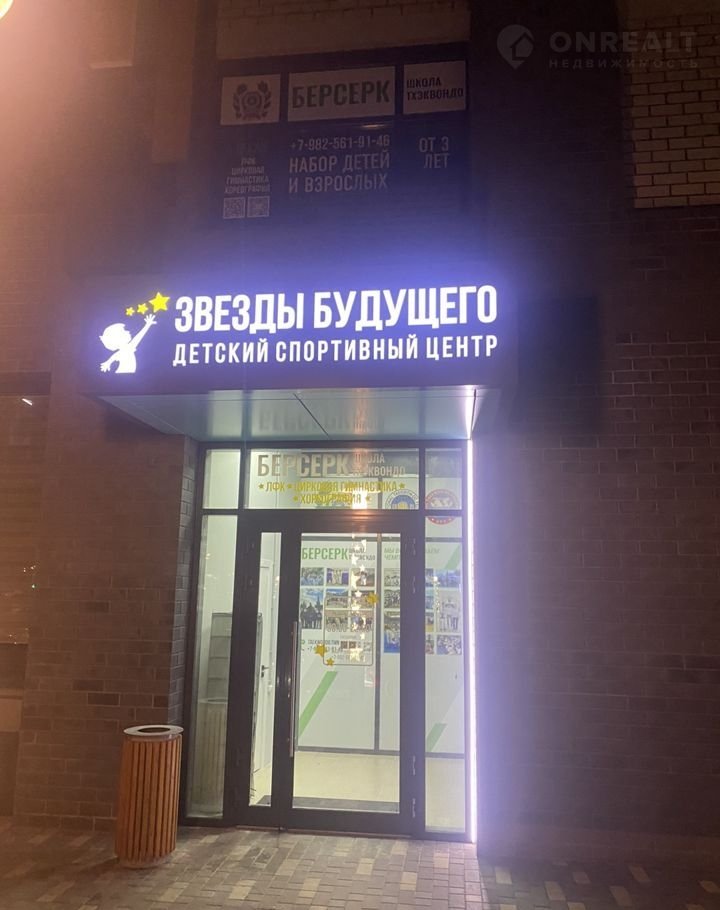 ONREALT
НЕДВИЖИМОСТЬ
БЕРСЕРК
ШКОЛА
ТХЭКВОНДО
+7-982-561-91-46
НАБОР ДЕТЕЙ
И ВЗРОСЛЫХ
ОТ 3
ЛЕТ
ЛФК
ЦИРКОВАЯ
ГИМНАСТИКА
ХОРЕОГРАФИЯ
ЗВЕЗДЫ БУДУЩЕГО
ДЕТСКИЙ СПОРТИВНЫЙ ЦЕНТР
БЕРСЕРК
ШКОЛА
ТХЭКВОНДО
ЛФК ★ ЦИРКОВАЯ ГИМНАСТИКА
ХОРЕОГРАФИЯ
БЕРСЕРК